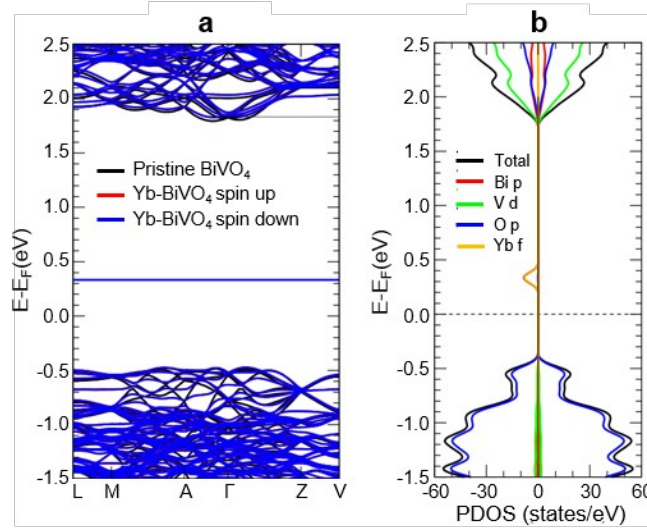 a
b
E-E_F(eV)
2.5
2.0
1.5
1.0
0.5
0.0
-0.5
-1.0
-1.5
Pristine BiVO₄
Yb-BiVO₄ spin up
Yb-BiVO₄ spin down
L M A Γ Z V
E-E_F(eV)
2.5
2.0
1.5
1.0
0.5
0.0
-0.5
-1.0
-1.5
Total
Bi p
V d
O p
Yb f
-60 -30 0 30 60
PDOS (states/eV)